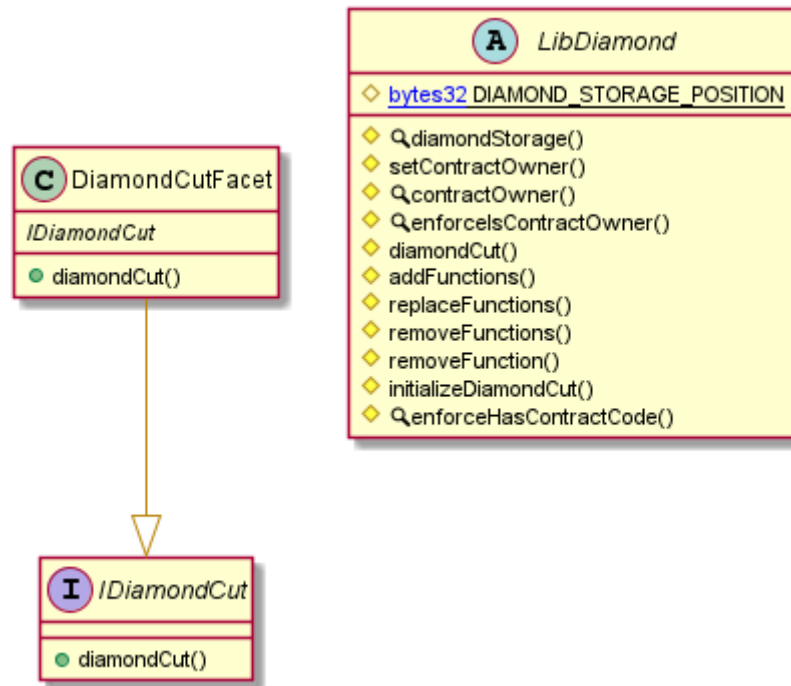 C DiamondCutFacet
IDiamondCut
diamondCut()
A LibDiamond
bytes32 DIAMOND_STORAGE_POSITION
diamondStorage()
setContractOwner()
contractOwner()
enforceIsContractOwner()
diamondCut()
addFunctions()
replaceFunctions()
removeFunctions()
removeFunction()
initializeDiamondCut()
enforceHasContractCode()
I IDiamondCut
diamondCut()